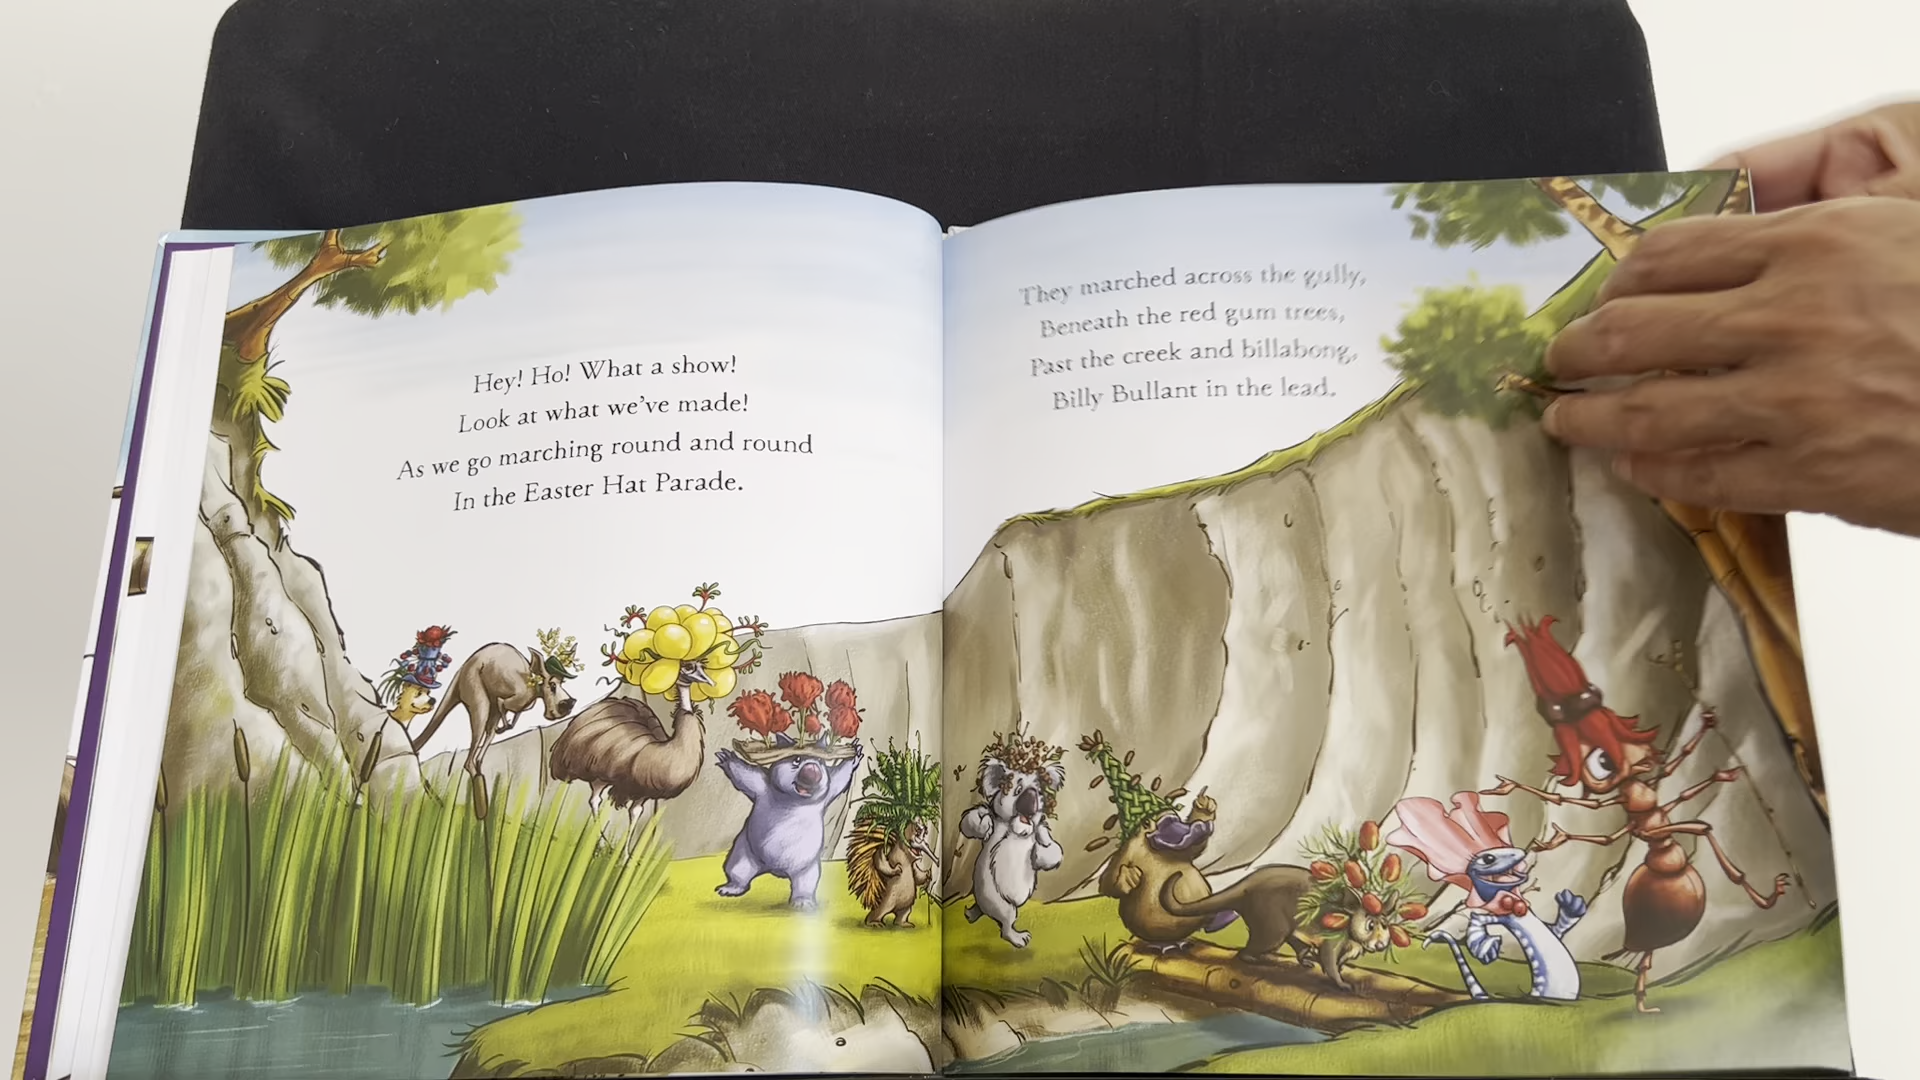 Hey! Ho! What a show!
Look at what we've made!
As we go marching round and round
In the Easter Hat Parade.
They marched across the gully,
Beneath the red gum trees,
Past the creek and billabong,
Billy Bullant in the lead.